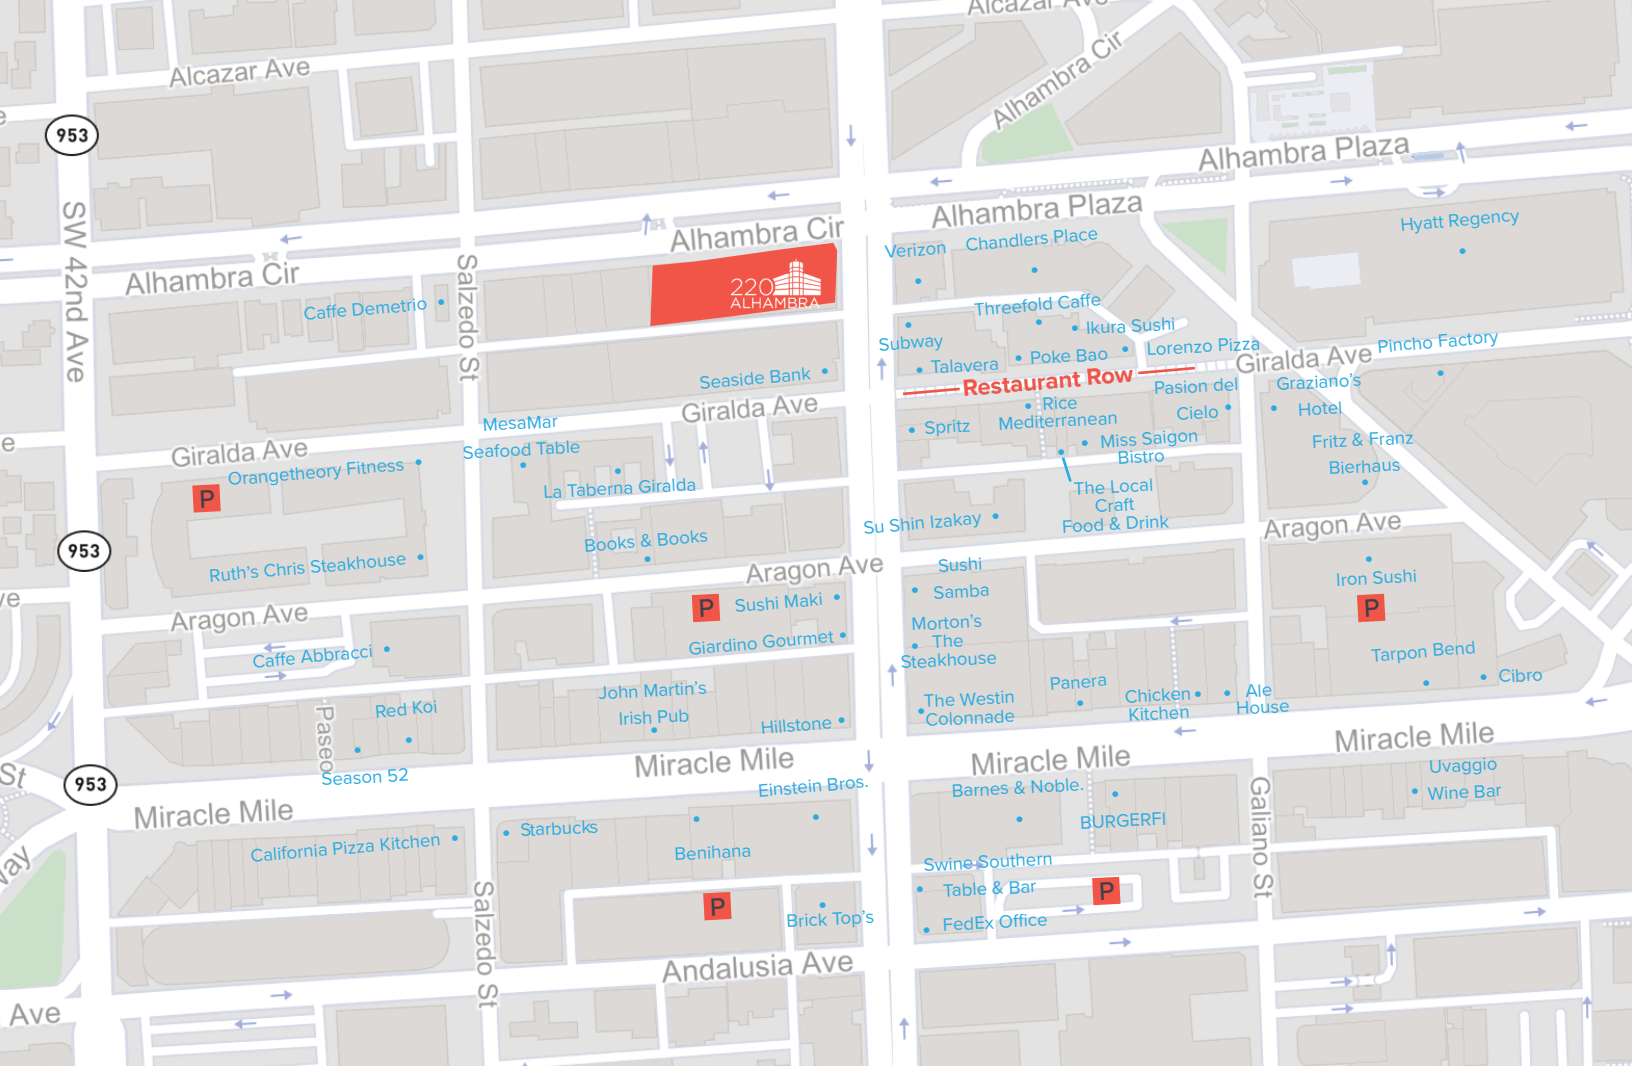 Alcazar Ave
Alcazar Ave
Alhambra Cir
953
Alhambra Plaza
Alhambra Plaza
Hyatt Regency
SW 42nd Ave
Alhambra Cir
Alhambra Cir
Salzedo St
220
ALHAMBRA
Verizon
Chandlers Place
Caffe Demetrio
Threefold Caffe
Ikura Sushi
Subway
Talavera
Poke Bao
Lorenzo Pizza
Giralda Ave
Pincho Factory
Seaside Bank
Restaurant Row
Pasion del
Cielo
Graziano's
Hotel
Giralda Ave
Rice
Mediterranean
Spritz
Miss Saigon
Bistro
Fritz & Franz
Bierhaus
MesaMar
Seafood Table
Giralda Ave
e
Orangetheory Fitness
P
La Taberna Giralda
The Local
Craft
Food & Drink
Su Shin Izakay
Aragon Ave
953
Books & Books
Ruth's Chris Steakhouse
Aragon Ave
Sushi
Samba
Iron Sushi
P
ve
Aragon Ave
P
Sushi Maki
Giardino Gourmet
Morton's
The
Steakhouse
Caffe Abbracci
Tarpon Bend
Cibro
John Martin's
Irish Pub
Hillstone
The Westin
Colonnade
Panera
Chicken
Kitchen
Ale
House
Red Koi
Paseo
Season 52
Miracle Mile
Miracle Mile
Miracle Mile
St
953
Miracle Mile
Einstein Bros.
Barnes & Noble.
BURGERFI
Galiano St
Uvaggio
Wine Bar
California Pizza Kitchen
Starbucks
Benihana
Way
Salzedo St
Swine Southern
Table & Bar
P
FedEx Office
P
Brick Top's
Andalusia Ave
Ave